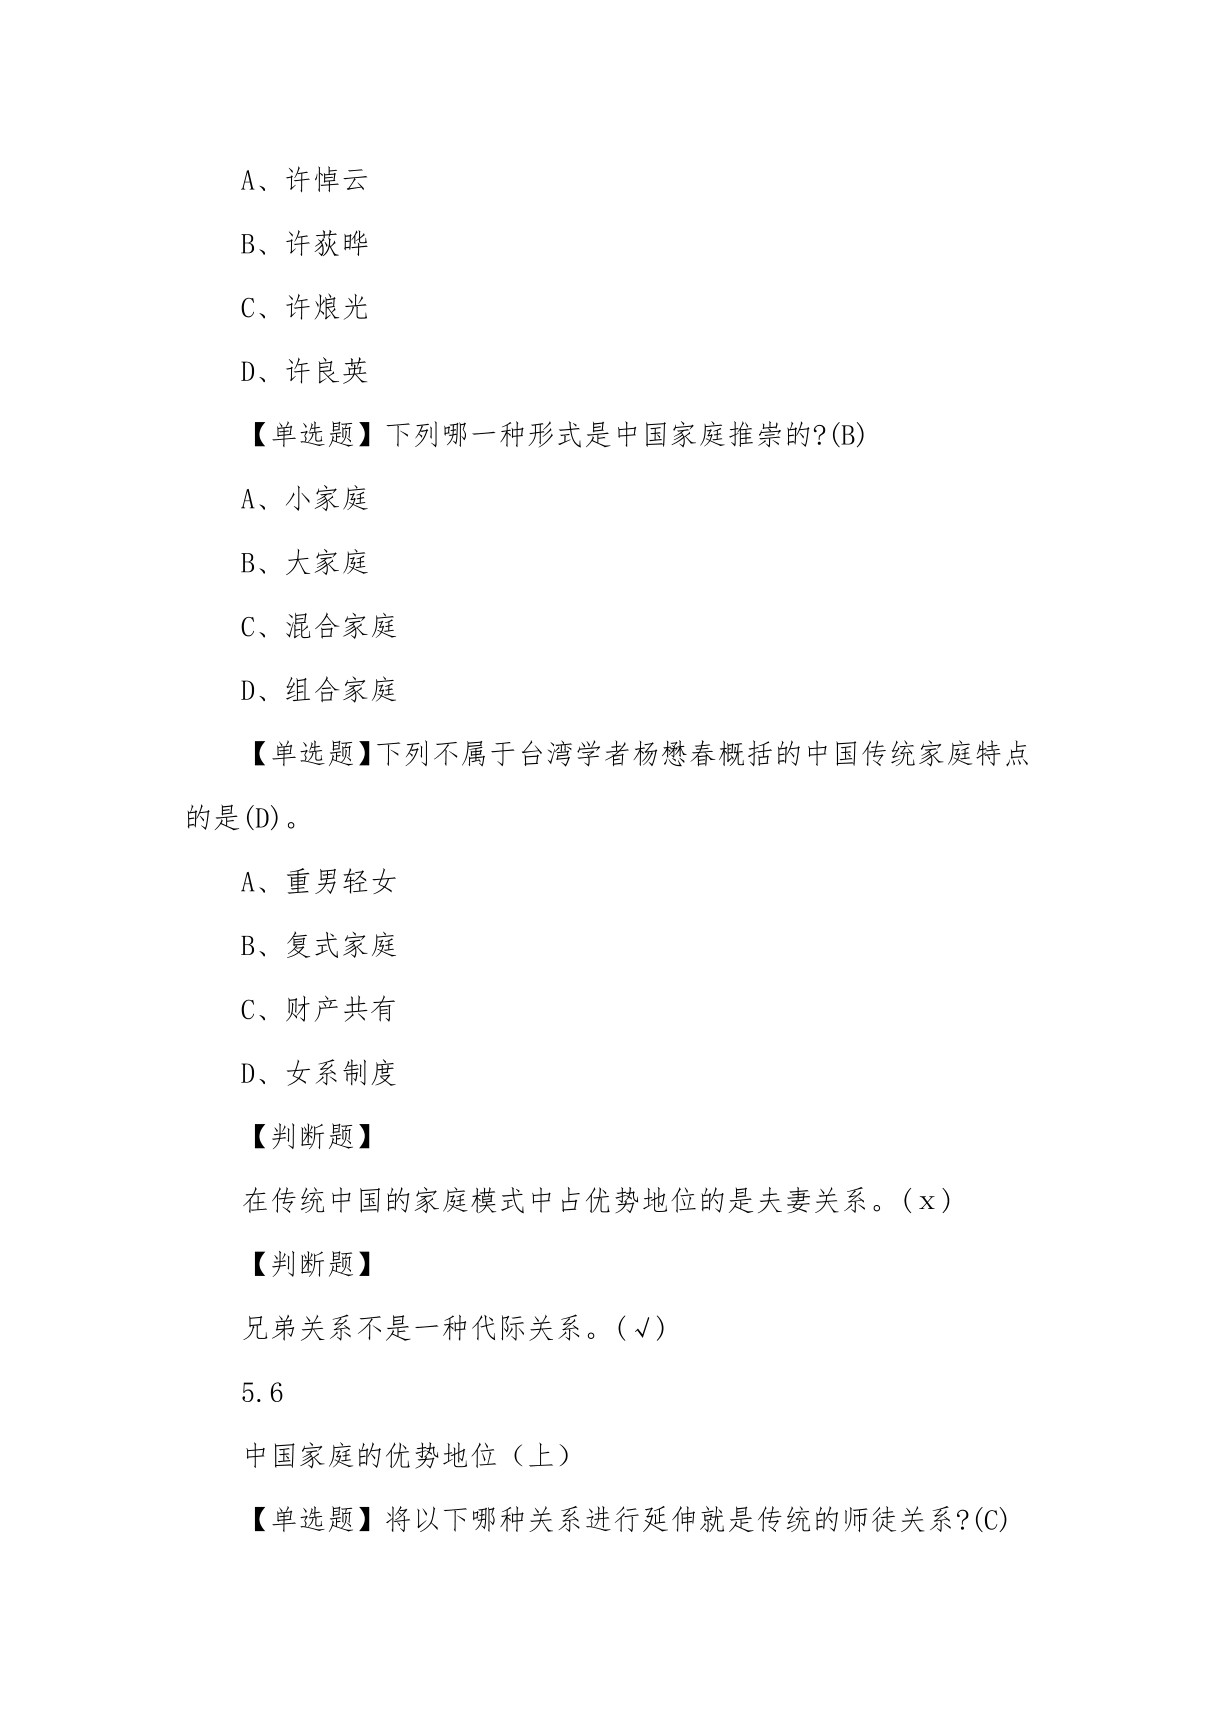 A、许悼云
B、许荻晔
C、许烺光
D、许良英
【单选题】下列哪一种形式是中国家庭推崇的?(B)
A、小家庭
B、大家庭
C、混合家庭
D、组合家庭
【单选题】下列不属于台湾学者杨懋春概括的中国传统家庭特点
的是(D)。
A、重男轻女
B、复式家庭
C、财产共有
D、女系制度
【判断题】
在传统中国的家庭模式中占优势地位的是夫妻关系。(x)
【判断题】
兄弟关系不是一种代际关系。(√)
5.6
中国家庭的优势地位（上）
【单选题】将以下哪种关系进行延伸就是传统的师徒关系?(C)